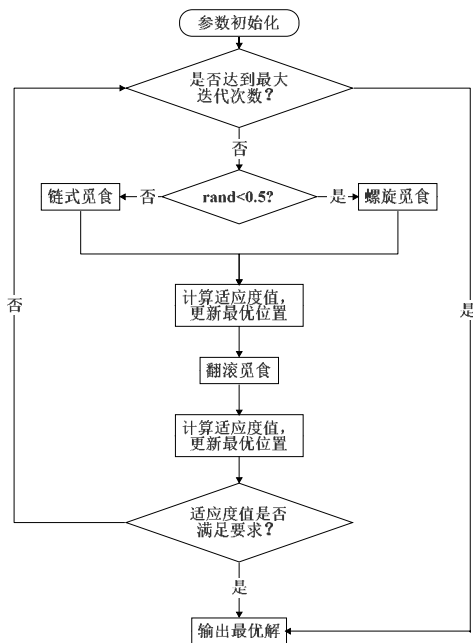 参数初始化
是否达到最大
迭代次数？
否
rand<0.5?
否
是
链式觅食
螺旋觅食
计算适应度值，
更新最优位置
翻滚觅食
计算适应度值，
更新最优位置
适应度值是否
满足要求？
否
是
是
输出最优解